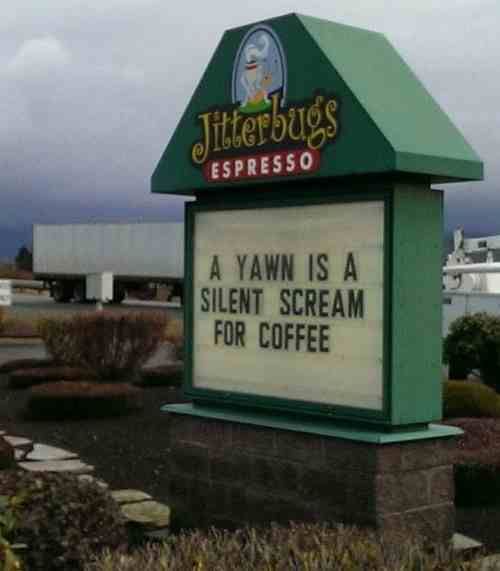 Jitterbugs
ESPRESSO
A YAWN IS A
SILENT SCREAM
FOR COFFEE